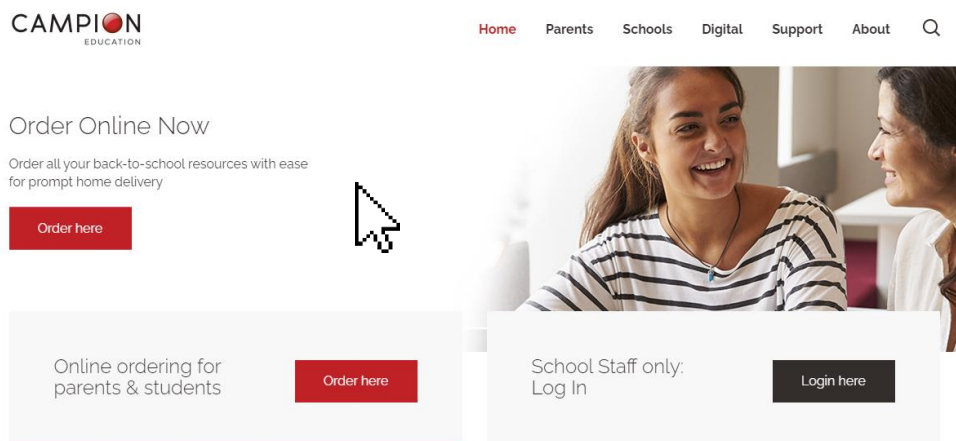 CAMPION
EDUCATION
Home Parents Schools Digital Support About
Order Online Now
Order all your back-to-school resources with ease
for prompt home delivery
Order here
Online ordering for
parents & students
Order here
School Staff only:
Log In
Login here